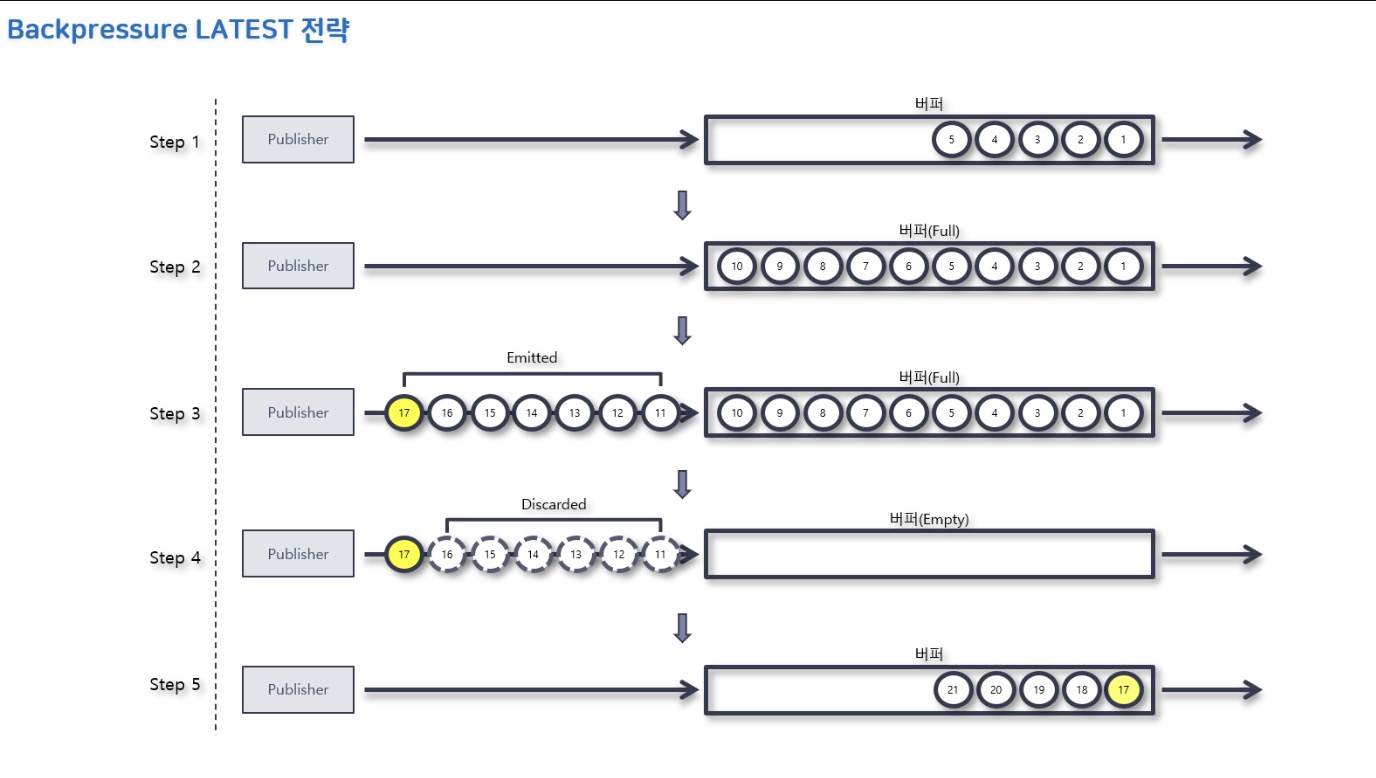 Backpressure LATEST 전략
버퍼
Step 1 Publisher 5 4 3 2 1
버퍼(Full)
Step 2 Publisher 10 9 8 7 6 5 4 3 2 1
Emitted 버퍼(Full)
Step 3 Publisher 17 16 15 14 13 12 11 10 9 8 7 6 5 4 3 2 1
Discarded 버퍼(Empty)
Step 4 Publisher 17 16 15 14 13 12 11
버퍼
Step 5 Publisher 21 20 19 18 17